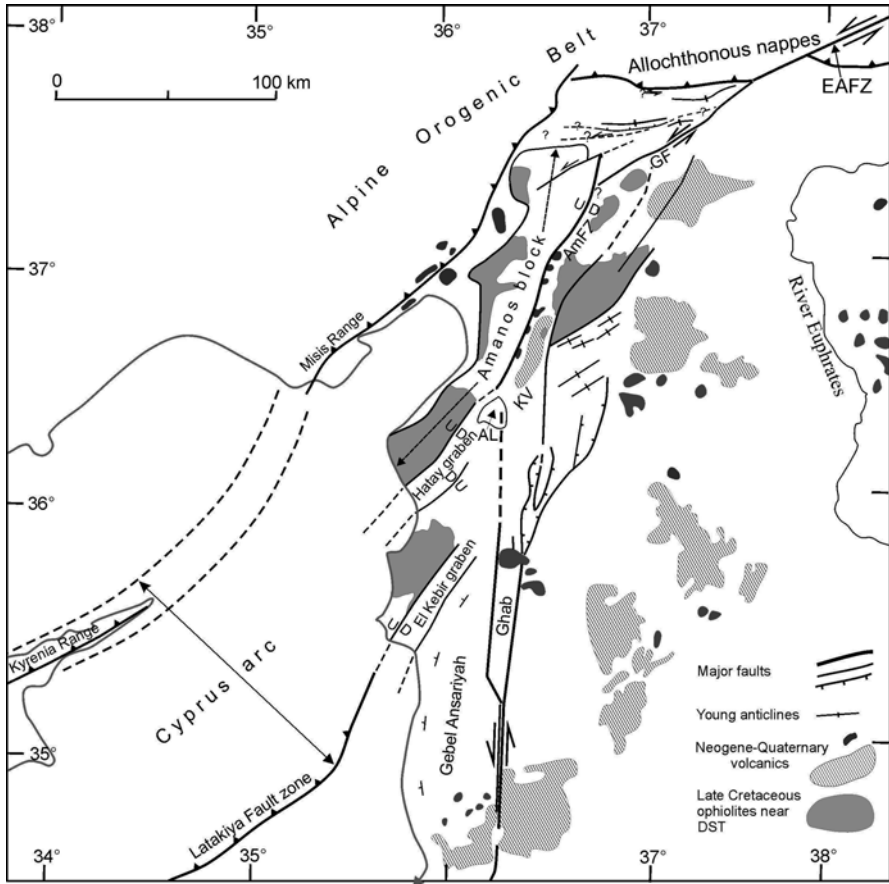 38°
35°
36°
37°
0
100 km
Alpine Orogenic Belt
Allochthonous nappes
EAFZ
?
?
?
?
?
GF
U
D
AmFZ
Amanos block
37°
37°
River Euphrates
Misis Range
KV
AL
U
D
Hatay graben
D
U
36°
36°
El Kebir graben
U
D
Ghab
Kyrenia Range
Cyprus arc
Gebel Ansariyah
35°
35°
Latakiya Fault zone
Major faults
Young anticlines
Neogene-Quaternary
volcanics
Late Cretaceous
ophiolites near
DST
34°
35°
36°
37°
38°